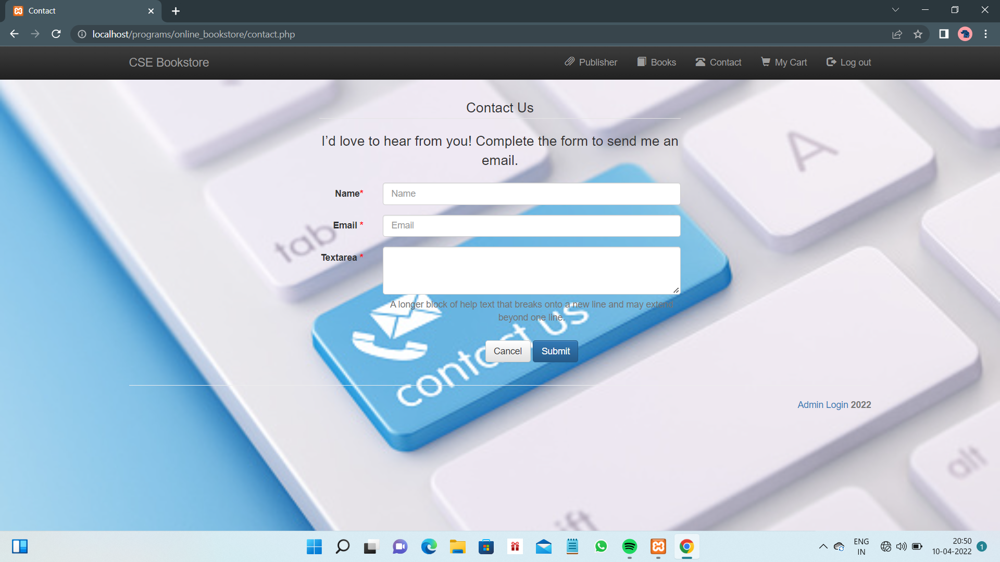 Contact
localhost/programs/online_bookstore/contact.php
CSE Bookstore
Publisher
Books
Contact
My Cart
Log out
Contact Us
I’d love to hear from you! Complete the form to send me an
email.
Name*
Name
Email *
Email
Textarea *
A longer block of help text that breaks onto a new line and may extend
beyond one line.
Cancel
Submit
Admin Login 2022
A
tab
contact us
alt
ift
ENG
IN
20:50
10-04-2022
1